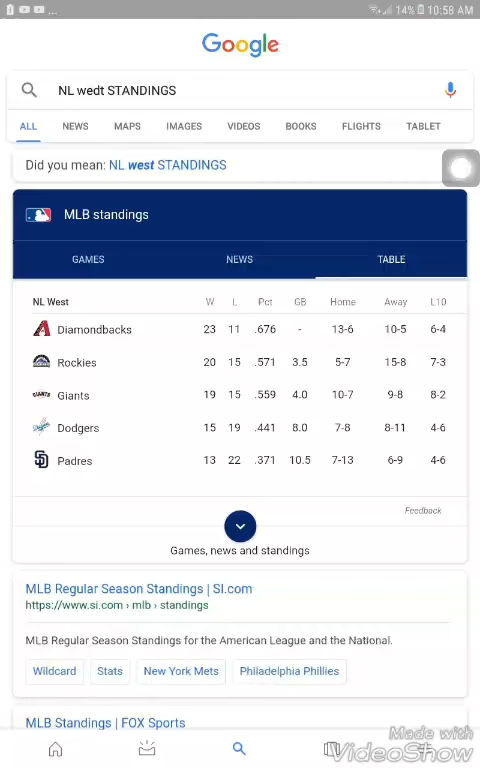 ... 14% 10:58 AM
Google
NL wedt STANDINGS
ALL NEWS MAPS IMAGES VIDEOS BOOKS FLIGHTS TABLET
Did you mean: NL west STANDINGS
MLB standings
GAMES NEWS TABLE
NL West W L Pct GB Home Away L10
Diamondbacks 23 11 .676 - 13-6 10-5 6-4
Rockies 20 15 .571 3.5 5-7 15-8 7-3
GIANTS Giants 19 15 .559 4.0 10-7 9-8 8-2
Dodgers Dodgers 15 19 .441 8.0 7-8 8-11 4-6
SD Padres 13 22 .371 10.5 7-13 6-9 4-6
Feedback
Games, news and standings
MLB Regular Season Standings | SI.com
https://www.si.com › mlb › standings
MLB Regular Season Standings for the American League and the National.
Wildcard Stats New York Mets Philadelphia Phillies
MLB Standings | FOX Sports
Made with
VideoShow